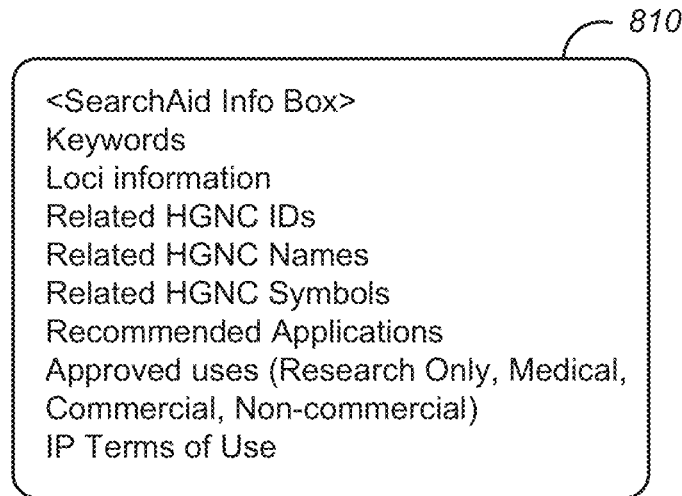 810
<SearchAid Info Box>
Keywords
Loci information
Related HGNC IDs
Related HGNC Names
Related HGNC Symbols
Recommended Applications
Approved uses (Research Only, Medical,
Commercial, Non-commercial)
IP Terms of Use